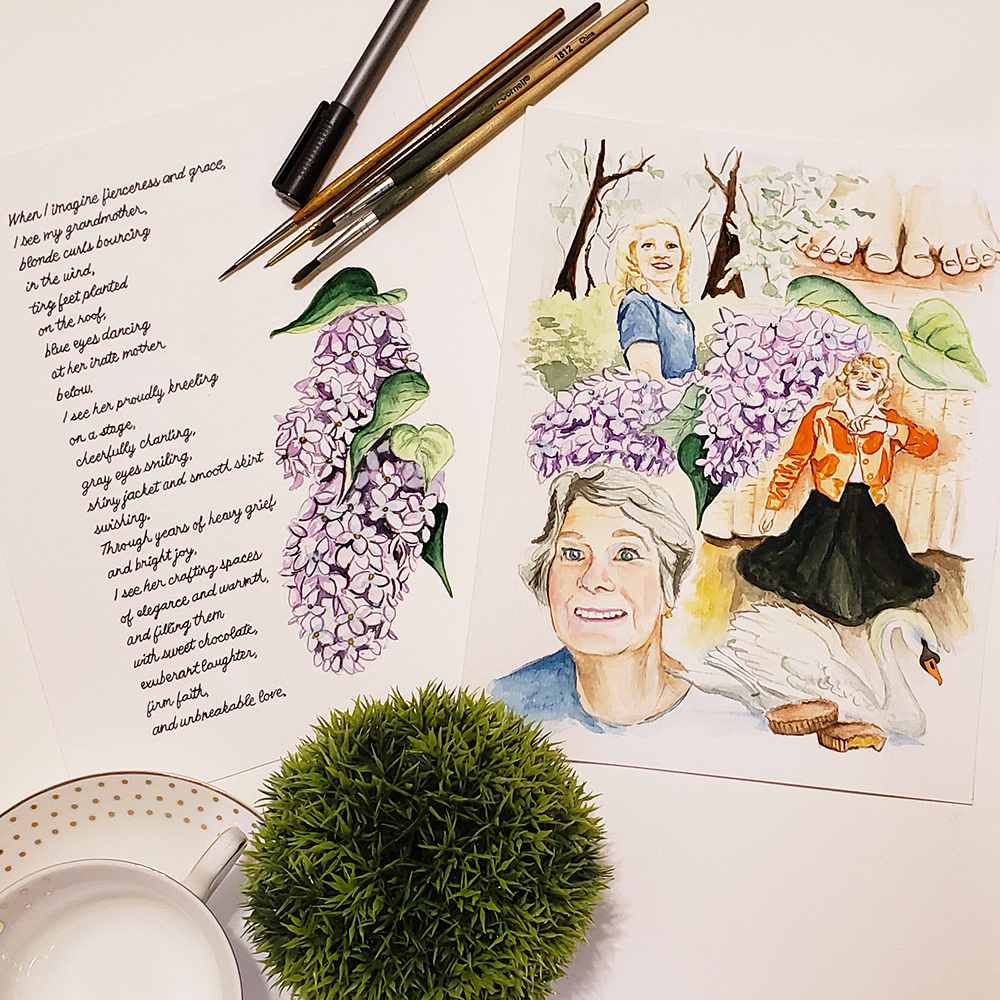 When I imagine fierceness and grace,
I see my grandmother,
blonde curls bouncing
in the wind,
tiny feet planted
on the roof,
blue eyes dancing
at her irate mother
below.
I see her proudly kneeling
on a stage,
cheerfully chanting,
gray eyes smiling,
shiny jacket and smooth skirt
swishing.
Through years of heavy grief
and bright joy,
I see her crafting spaces
of elegance and warmth,
and filling them
with sweet chocolate,
exuberant laughter,
firm faith,
and unbreakable love.
1812 China